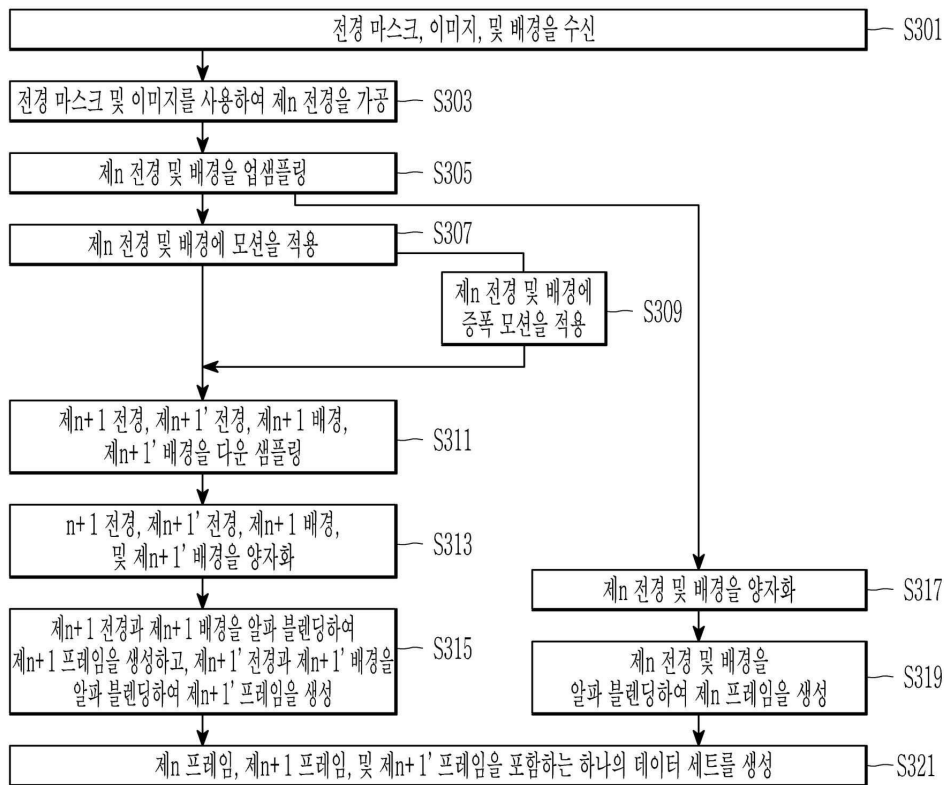 전경 마스크, 이미지, 및 배경을 수신
S301
전경 마스크 및 이미지를 사용하여 제n 전경을 가공
S303
제n 전경 및 배경을 업샘플링
S305
제n 전경 및 배경에 모션을 적용
S307
제n 전경 및 배경에
증폭 모션을 적용
S309
제n+1 전경, 제n+1' 전경, 제n+1 배경,
제n+1' 배경을 다운 샘플링
S311
n+1 전경, 제n+1' 전경, 제n+1 배경,
및 제n+1' 배경을 양자화
S313
제n+1 전경과 제n+1 배경을 알파 블렌딩하여
제n+1 프레임을 생성하고, 제n+1' 전경과 제n+1' 배경을
알파 블렌딩하여 제n+1' 프레임을 생성
S315
제n 전경 및 배경을 양자화
S317
제n 전경 및 배경을
알파 블렌딩하여 제n 프레임을 생성
S319
제n 프레임, 제n+1 프레임, 및 제n+1' 프레임을 포함하는 하나의 데이터 세트를 생성
S321